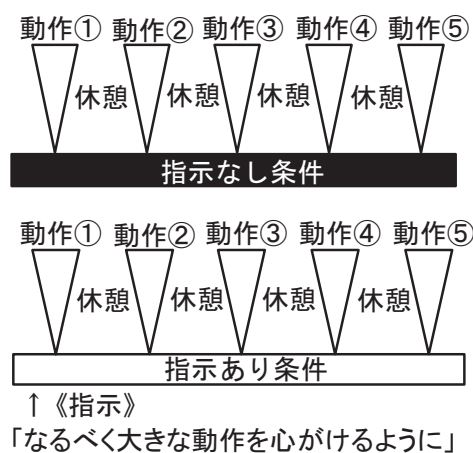 動作① 動作② 動作③ 動作④ 動作⑤
休憩 休憩 休憩 休憩
指示なし条件
動作① 動作② 動作③ 動作④ 動作⑤
休憩 休憩 休憩 休憩
指示あり条件
↑《指示》
「なるべく大きな動作を心がけるように」